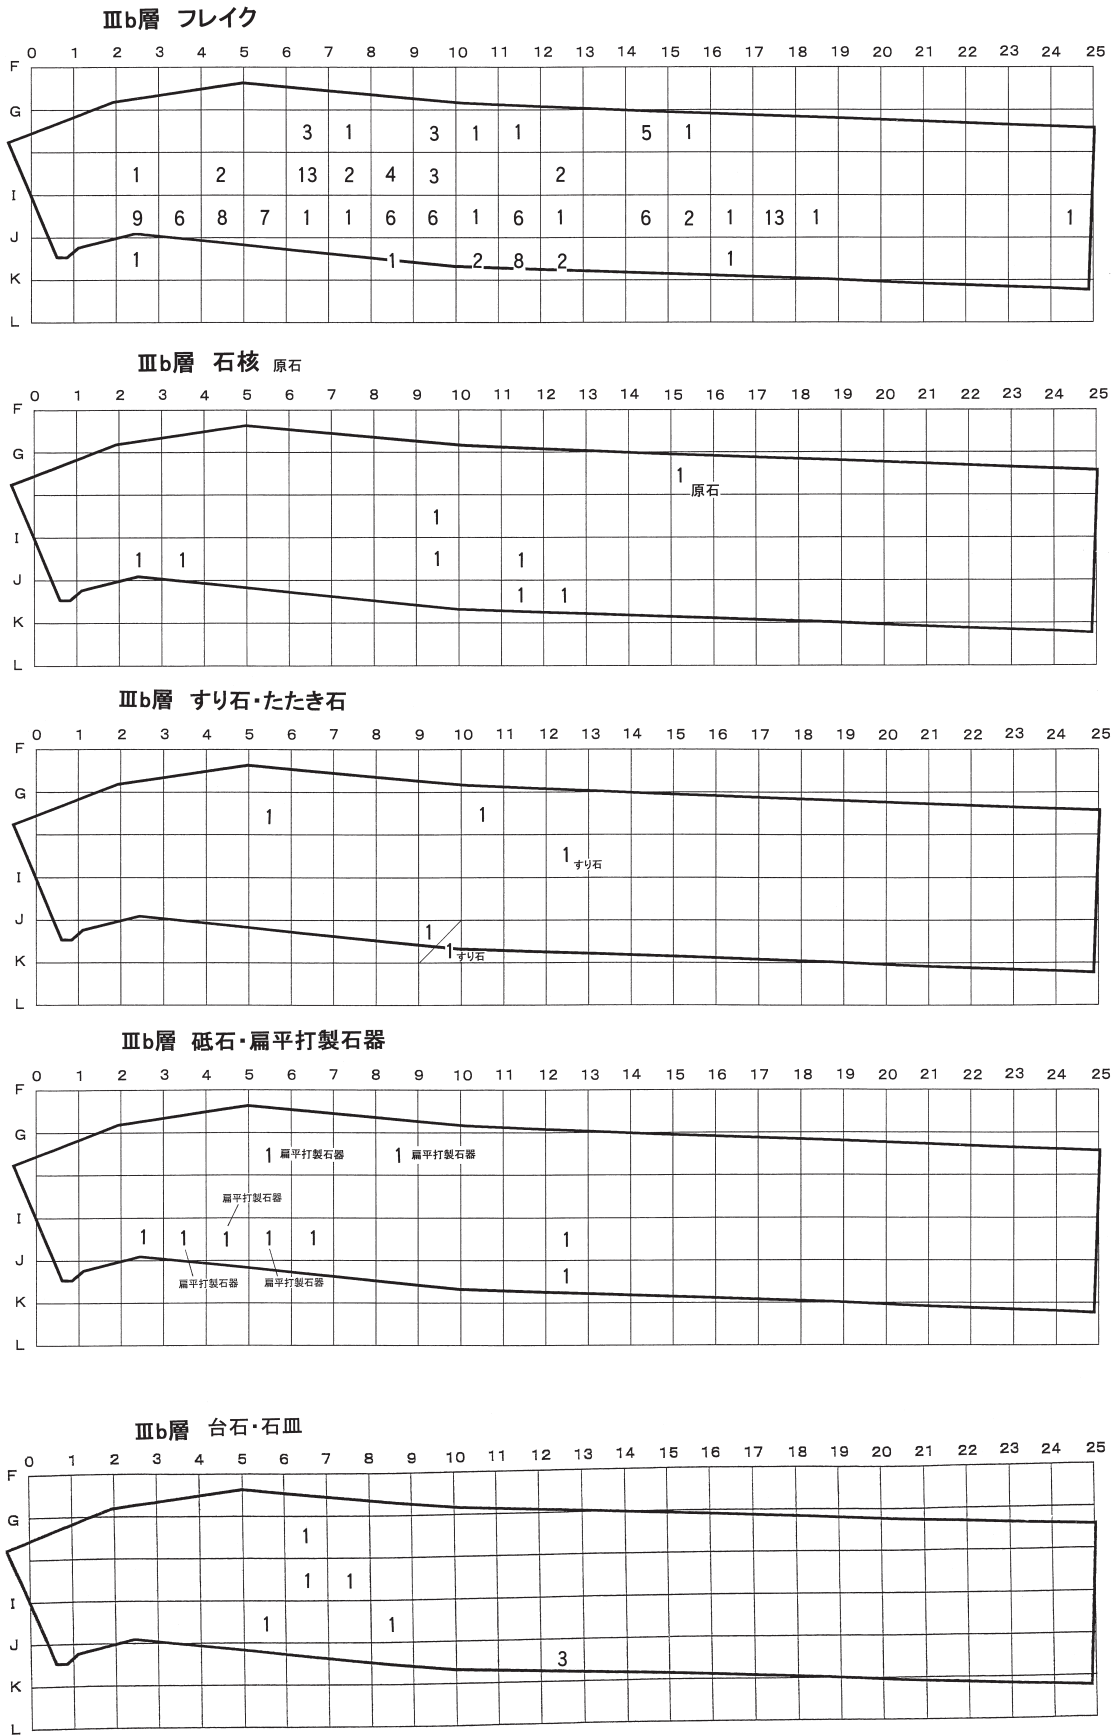 Ⅲb層 フレイク
0 1 2 3 4 5 6 7 8 9 10 11 12 13 14 15 16 17 18 19 20 21 22 23 24 25
F
G
3 1 3 1 1 5 1
1 2 13 2 4 3 2
I
9 6 8 7 1 1 6 6 1 6 1 6 2 1 13 1 1
J
1 1 2 8 2 1
K
L
Ⅲb層 石核 原石
0 1 2 3 4 5 6 7 8 9 10 11 12 13 14 15 16 17 18 19 20 21 22 23 24 25
F
G
1 原石
1
I
1 1 1 1
J
1 1
K
L
Ⅲb層 すり石・たたき石
0 1 2 3 4 5 6 7 8 9 10 11 12 13 14 15 16 17 18 19 20 21 22 23 24 25
F
G
1 1
1 すり石
I
J
1
1 すり石
K
L
Ⅲb層 砥石・扁平打製石器
0 1 2 3 4 5 6 7 8 9 10 11 12 13 14 15 16 17 18 19 20 21 22 23 24 25
F
G
1 扁平打製石器 1 扁平打製石器
扁平打製石器
I
1 1 1 1 1 1
J
扁平打製石器 扁平打製石器 1
K
L
Ⅲb層 台石・石皿
0 1 2 3 4 5 6 7 8 9 10 11 12 13 14 15 16 17 18 19 20 21 22 23 24 25
F
G
1
1 1
I
1 1
J
3
K
L